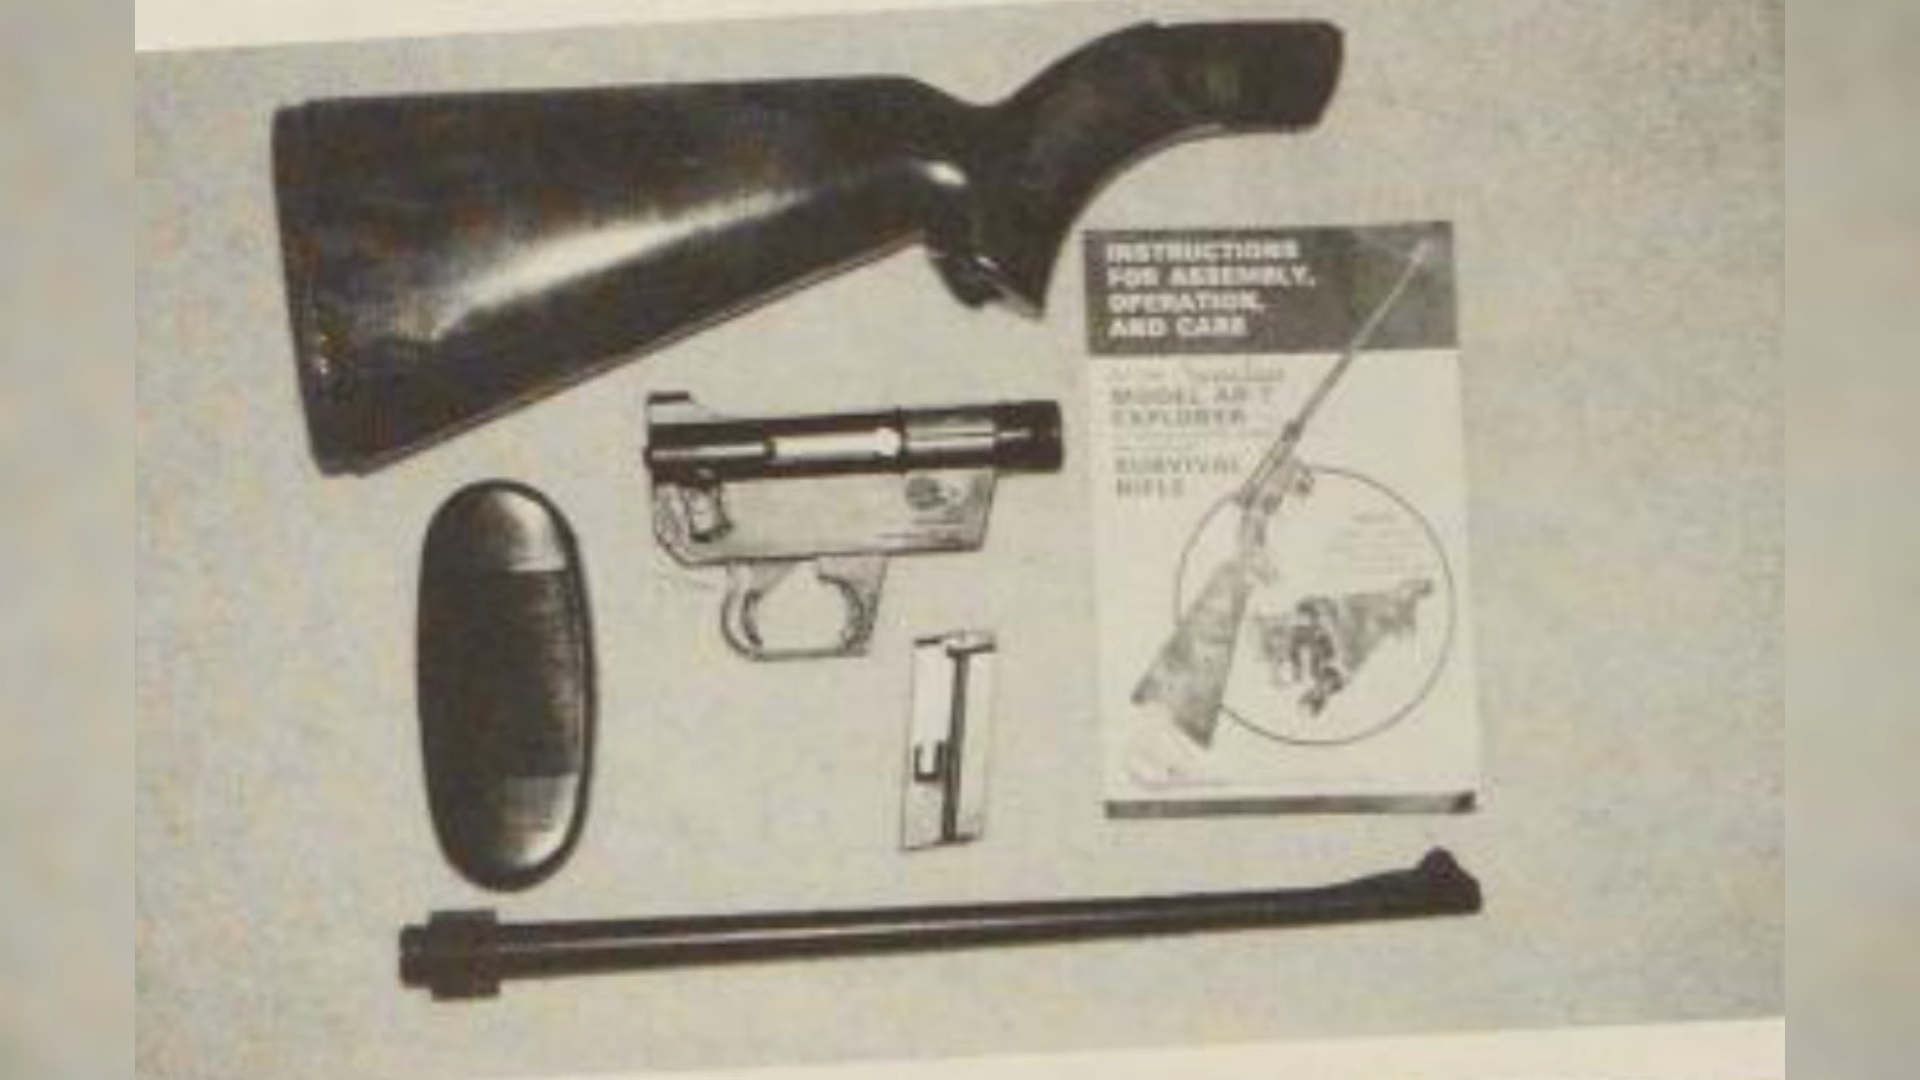 INSTRUCTIONS
FOR ASSEMBLY,
OPERATION,
AND CARE
MODEL AR-7
EXPLORER
SURVIVAL
RIFLE